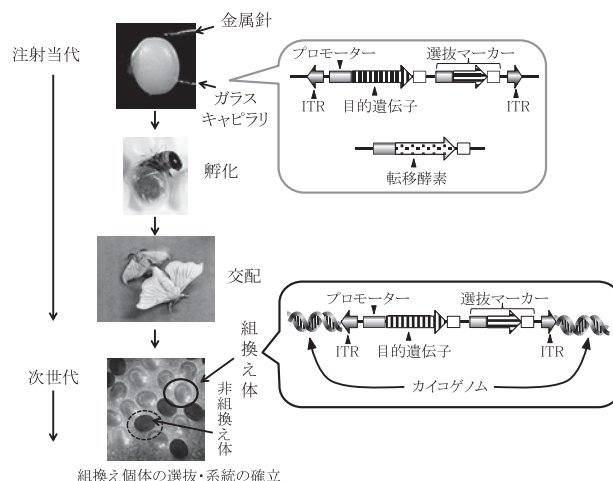 注射当代
金属針
ガラス
キャピラリ
プロモーター
選抜マーカー
ITR
目的遺伝子
ITR
転移酵素
孵化
交配
組換え体
プロモーター
選抜マーカー
ITR
目的遺伝子
ITR
カイコゲノム
次世代
非組換え体
組換え個体の選抜・系統の確立